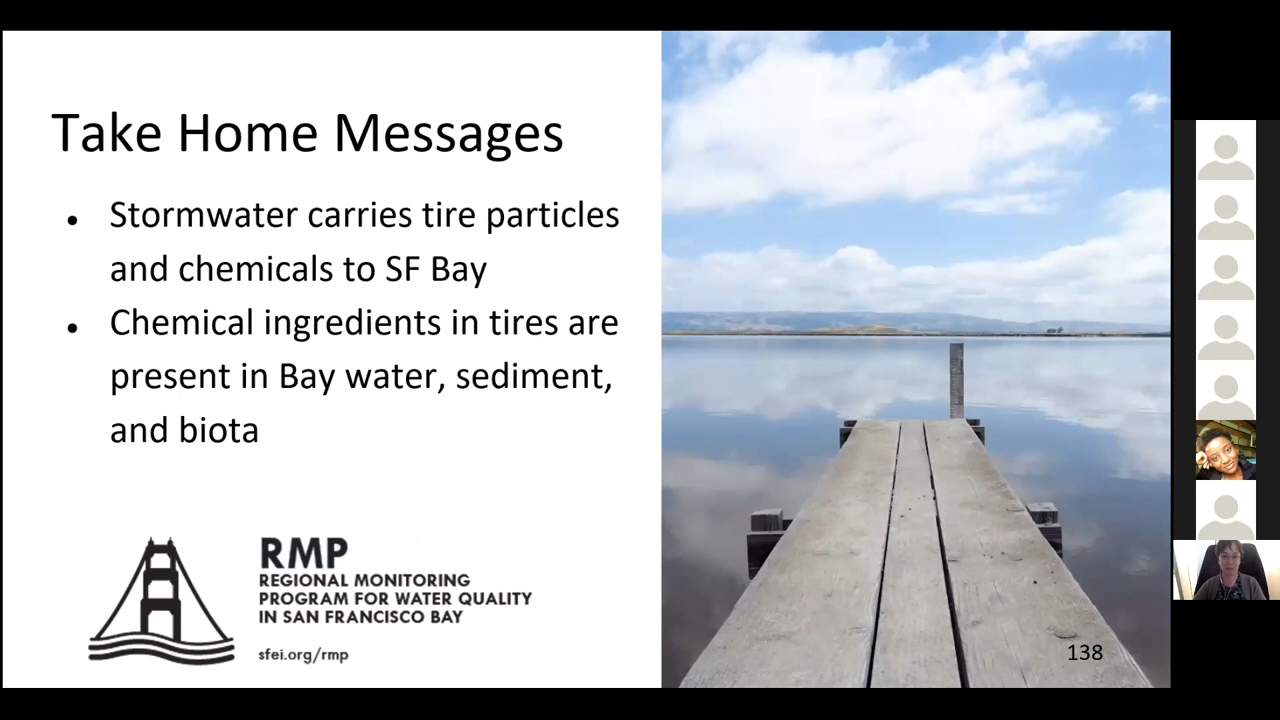 Take Home Messages
• Stormwater carries tire particles
and chemicals to SF Bay
• Chemical ingredients in tires are
present in Bay water, sediment,
and biota
RMP
REGIONAL MONITORING
PROGRAM FOR WATER QUALITY
IN SAN FRANCISCO BAY
sfei.org/rmp
138